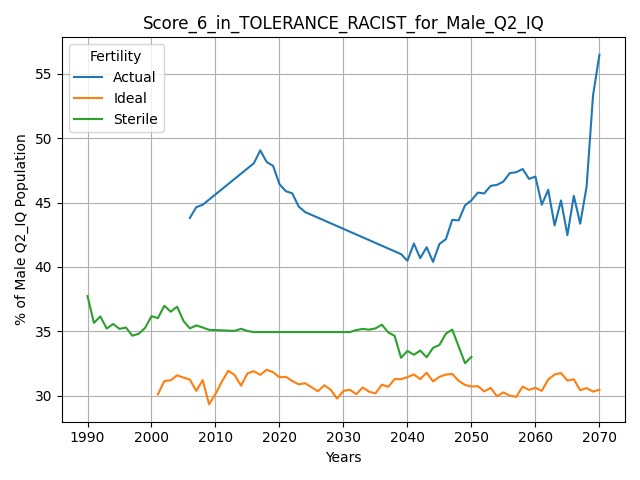 Score_6_in_TOLERANCE_RACIST_for_Male_Q2_IQ
Fertility
Actual
Ideal
Sterile
% of Male Q2_IQ Population
55
50
45
40
35
30
1990 2000 2010 2020 2030 2040 2050 2060 2070
Years